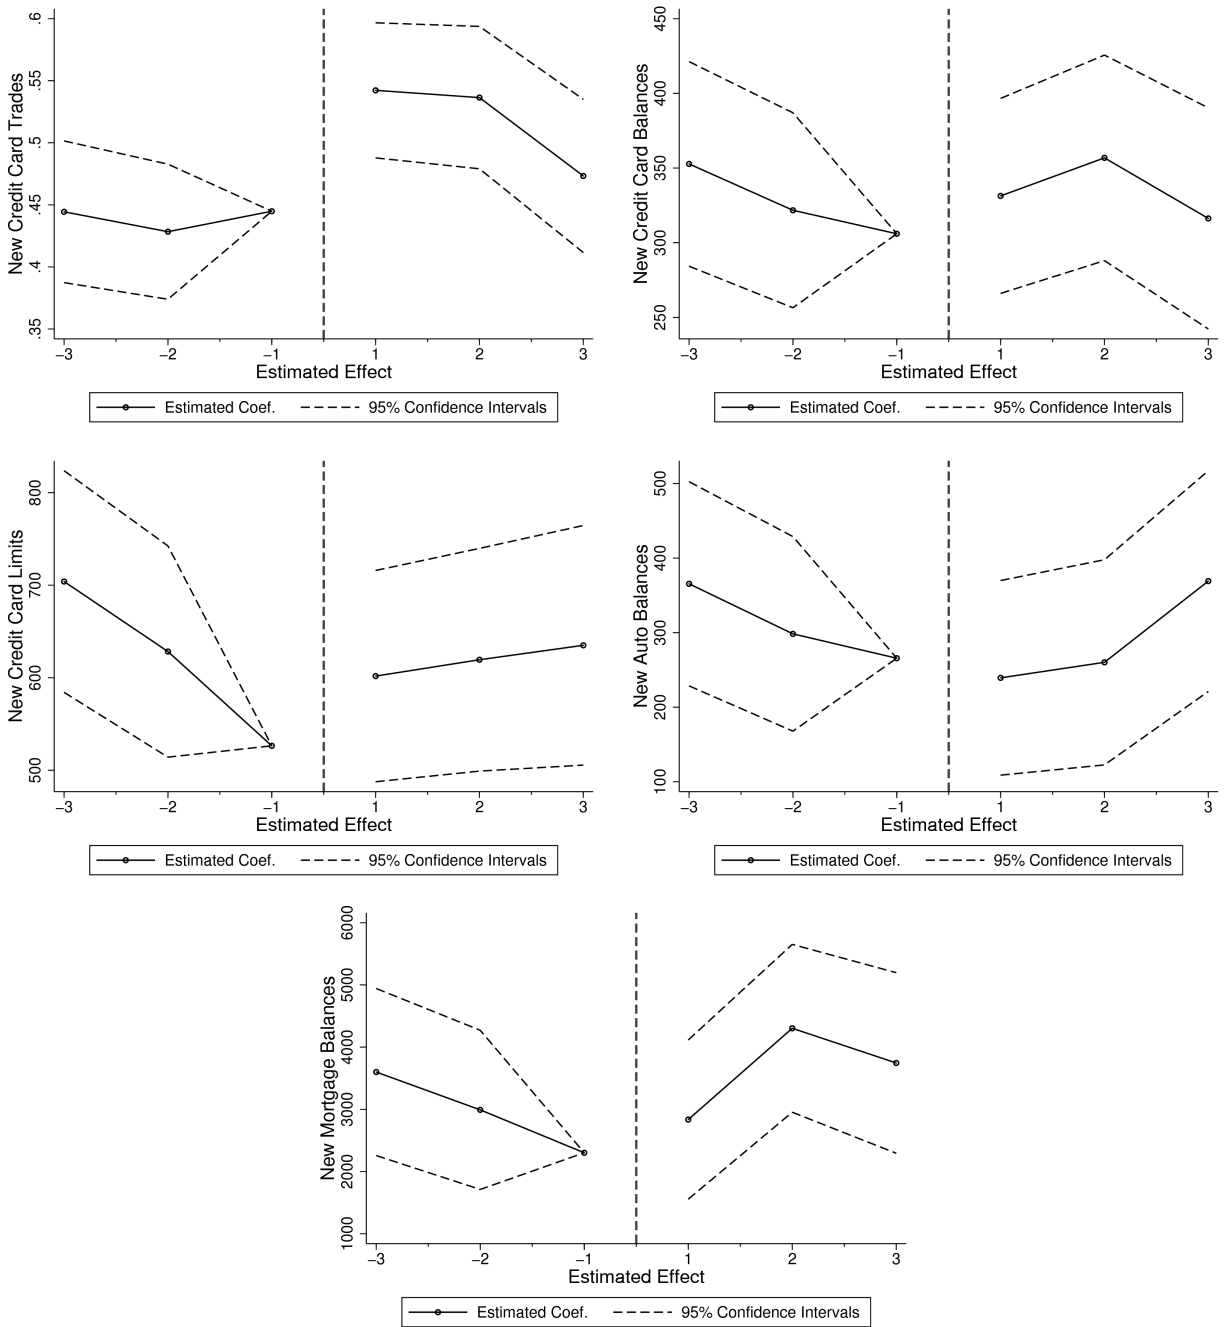 New Credit Card Trades
.6
.55
.5
.45
.4
.35
−3 −2 −1 1 2 3
Estimated Effect
Estimated Coef. 95% Confidence Intervals
New Credit Card Balances
450
400
350
300
250
−3 −2 −1 1 2 3
Estimated Effect
Estimated Coef. 95% Confidence Intervals
New Credit Card Limits
800
700
600
500
−3 −2 −1 1 2 3
Estimated Effect
Estimated Coef. 95% Confidence Intervals
New Auto Balances
500
400
300
200
100
−3 −2 −1 1 2 3
Estimated Effect
Estimated Coef. 95% Confidence Intervals
New Mortgage Balances
6000
5000
4000
3000
2000
1000
−3 −2 −1 1 2 3
Estimated Effect
Estimated Coef. 95% Confidence Intervals